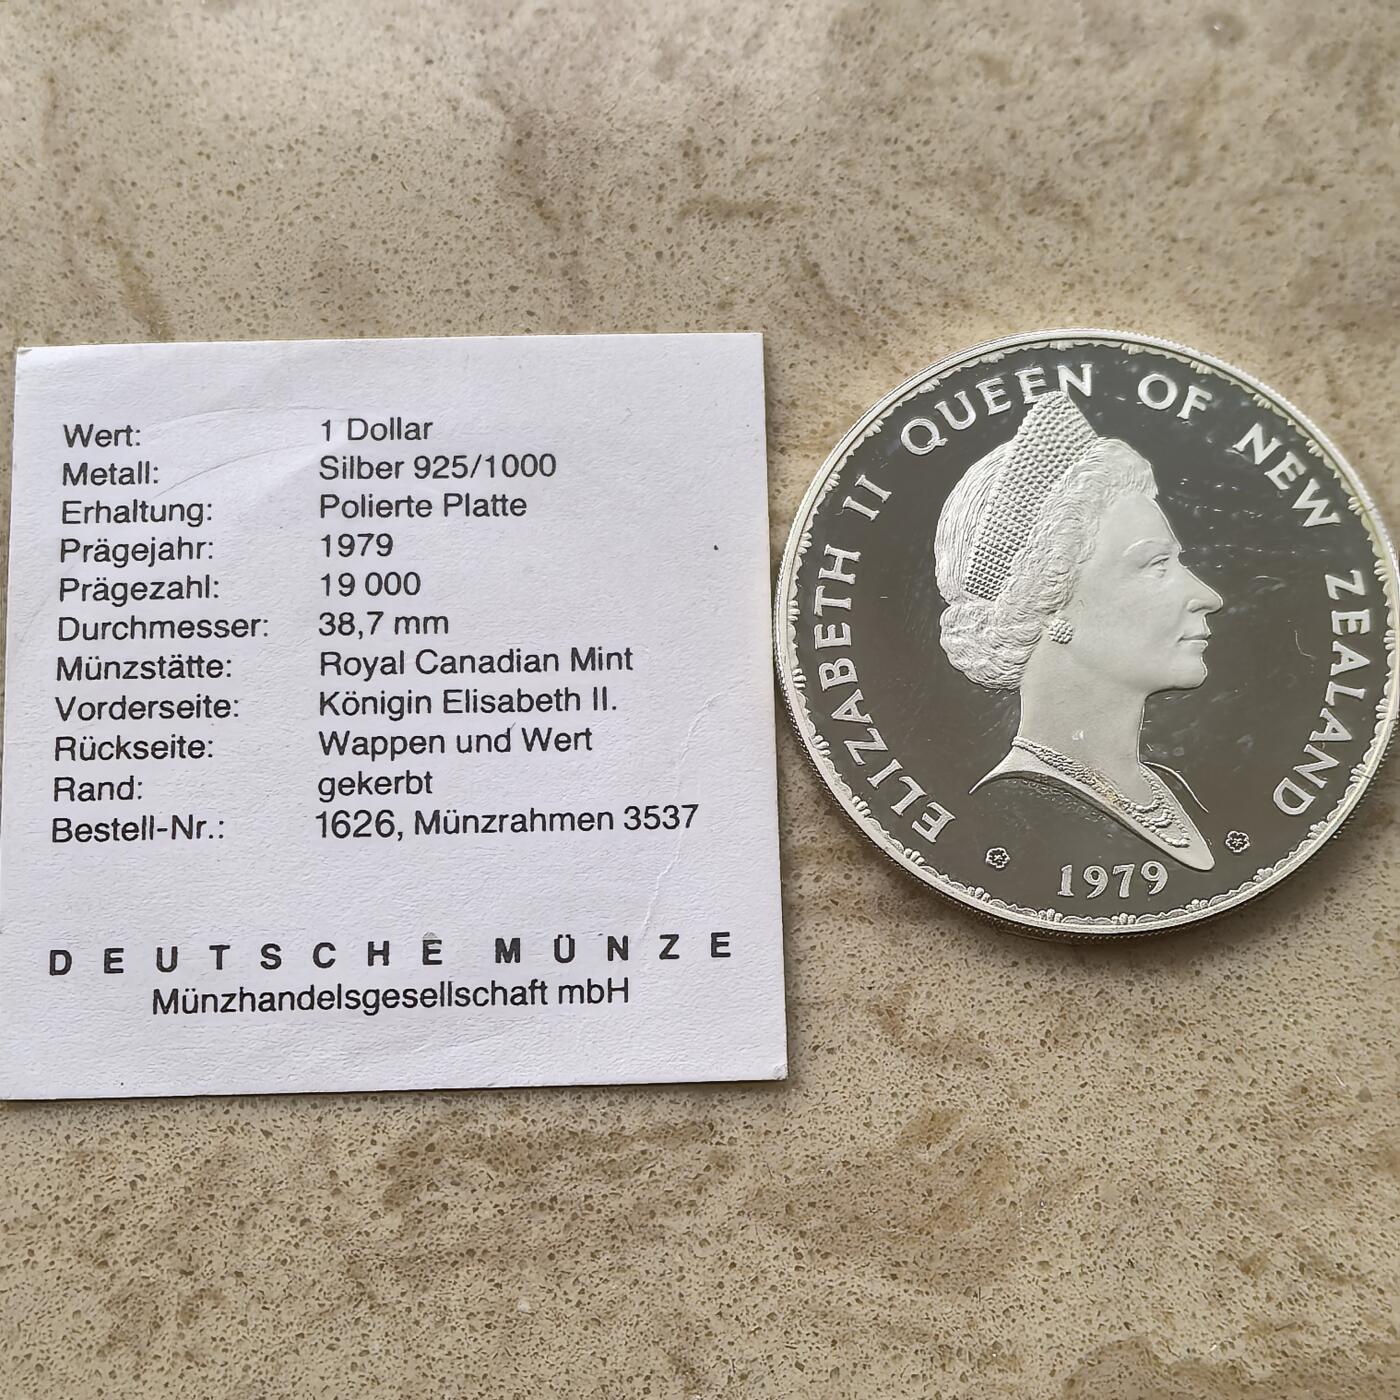 Wert: 1 Dollar
Metall: Silber 925/1000
Erhaltung: Polierte Platte
Prägejahr: 1979
Prägezahl: 19 000
Durchmesser: 38,7 mm
Münzstätte: Royal Canadian Mint
Vorderseite: Königin Elisabeth II.
Rückseite: Wappen und Wert
Rand: gekerbt
Bestell-Nr.: 1626, Münzrahmen 3537
DEUTSCHE MÜNZE
Münzhandelsgesellschaft mbH
ELIZABETH II QUEEN OF NEW ZEALAND
1979